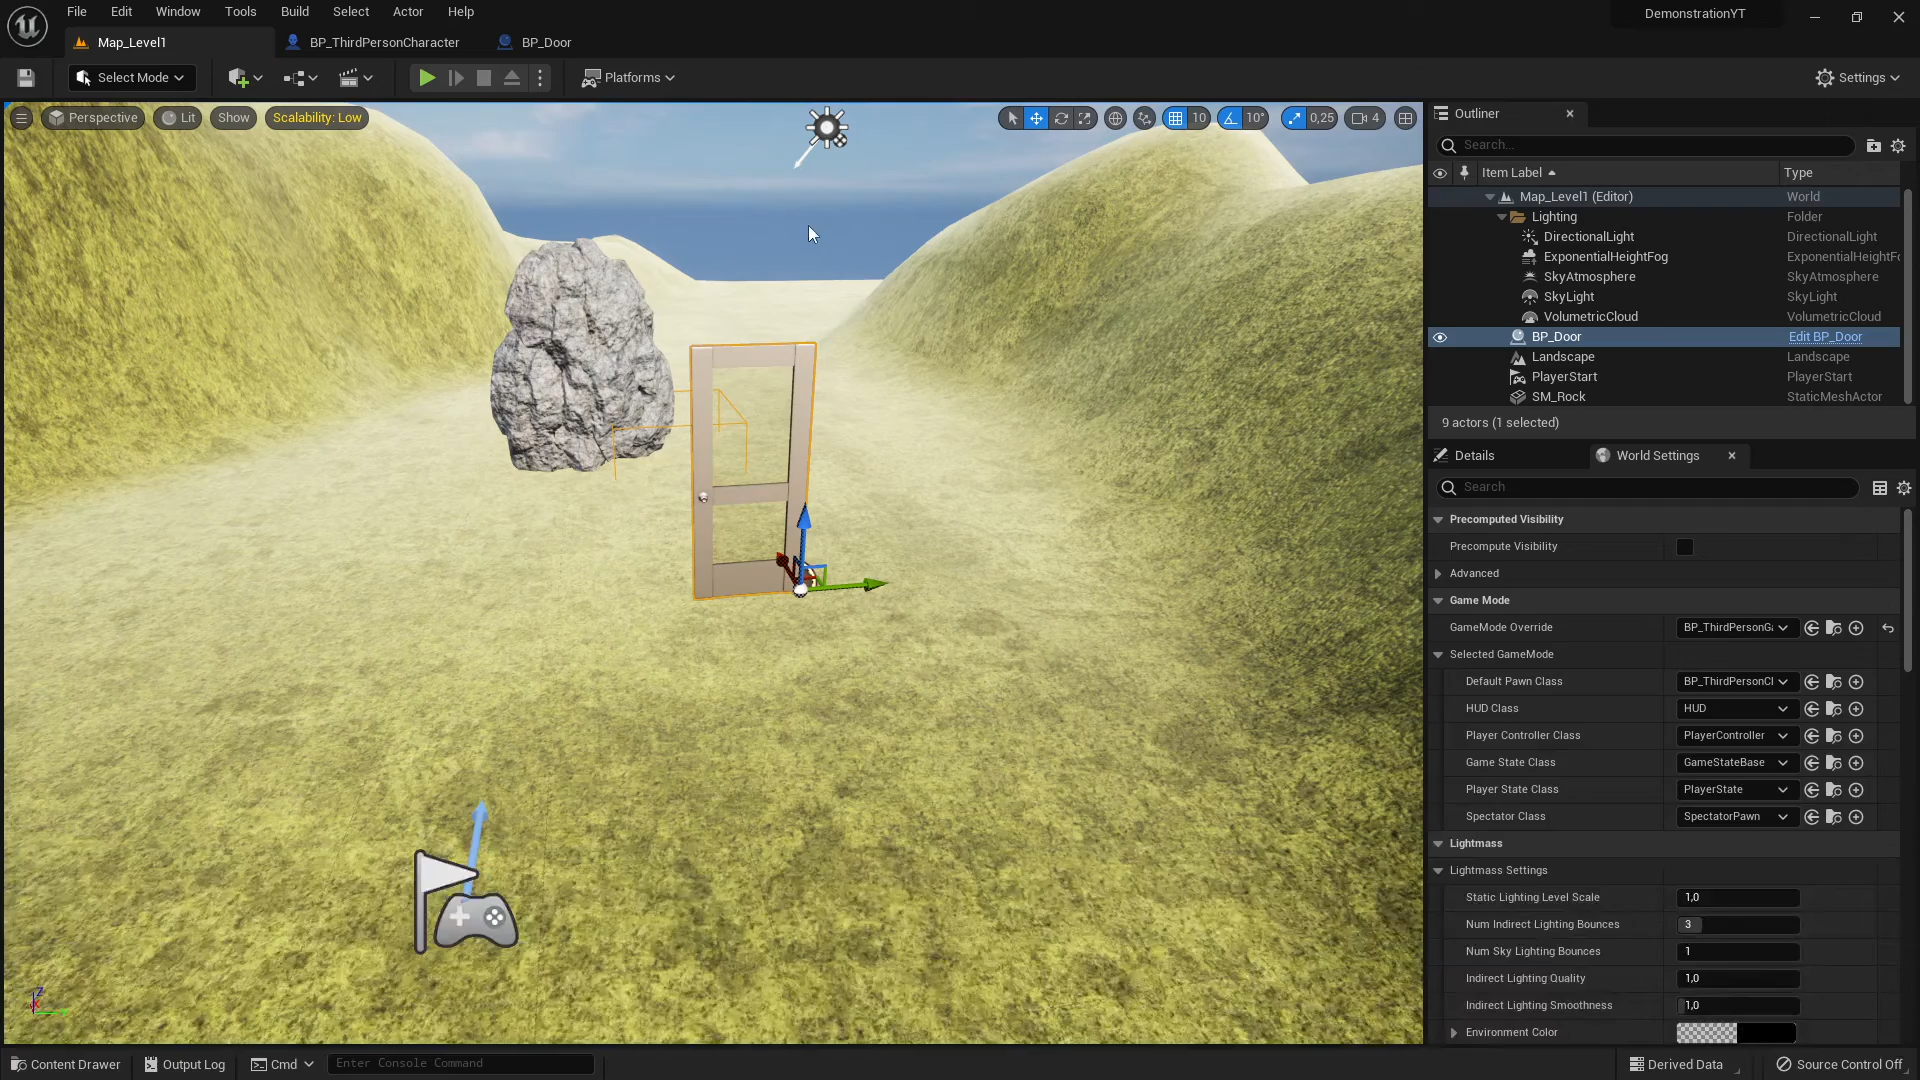 File Edit Window Tools Build Select Actor Help
DemonstrationYT
Map_Level1 BP_ThirdPersonCharacter BP_Door
Select Mode Platforms Settings
Perspective Lit Show Scalability: Low 10 10° 0,25 4
Outliner
Search...
Item Label Type
Map_Level1 (Editor) World
Lighting Folder
DirectionalLight DirectionalLight
ExponentialHeightFog ExponentialHeightFo
SkyAtmosphere SkyAtmosphere
SkyLight SkyLight
VolumetricCloud VolumetricCloud
BP_Door Edit BP_Door
Landscape Landscape
PlayerStart PlayerStart
SM_Rock StaticMeshActor
9 actors (1 selected)
Details World Settings
Search
Precomputed Visibility
Precompute Visibility
Advanced
Game Mode
GameMode Override BP_ThirdPersonGa
Selected GameMode
Default Pawn Class BP_ThirdPersonCl
HUD Class HUD
Player Controller Class PlayerController
Game State Class GameStateBase
Player State Class PlayerState
Spectator Class SpectatorPawn
Lightmass
Lightmass Settings
Static Lighting Level Scale 1,0
Num Indirect Lighting Bounces 3
Num Sky Lighting Bounces 1
Indirect Lighting Quality 1,0
Indirect Lighting Smoothness 1,0
Environment Color
Z
Content Drawer Output Log Cmd Enter Console Command Derived Data Source Control Off